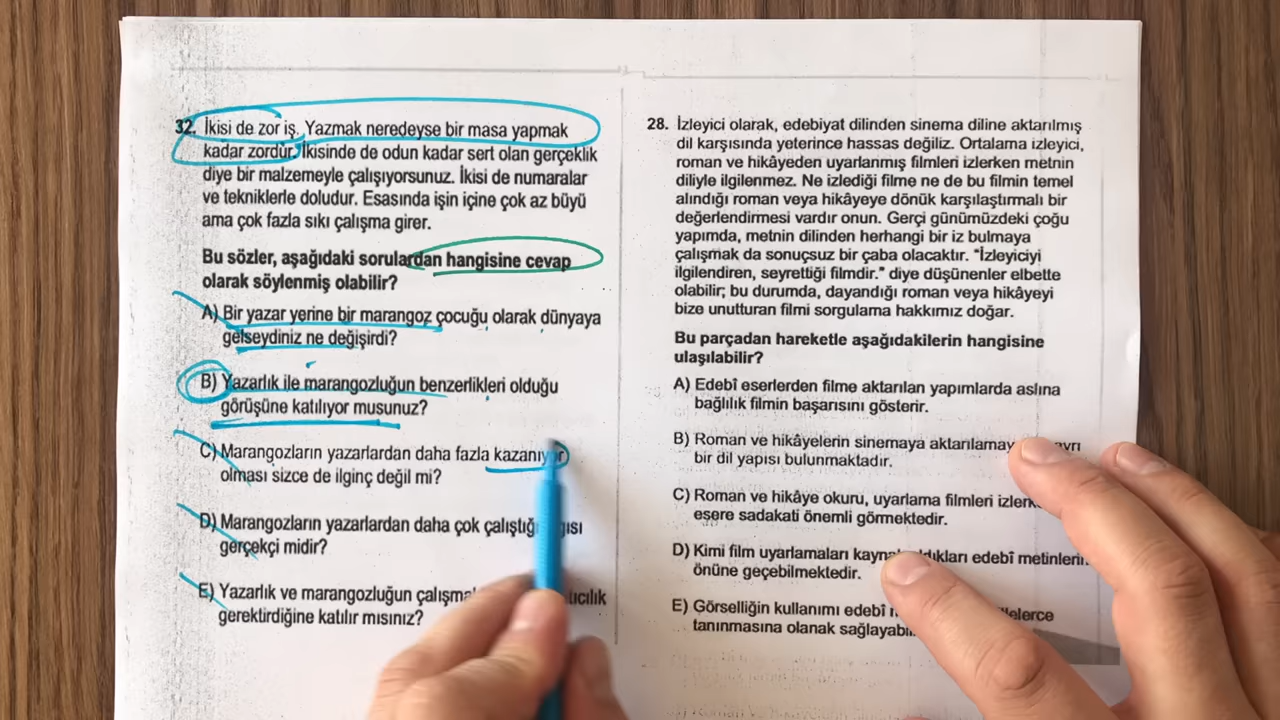 32. İkisi de zor iş. Yazmak neredeyse bir masa yapmak
kadar zordur. İkisinde de odun kadar sert olan gerçeklik
diye bir malzemeyle çalışıyorsunuz. İkisi de numaralar
ve tekniklerle doludur. Esasında işin içine çok az büyü
ama çok fazla sıkı çalışma girer.
Bu sözler, aşağıdaki sorulardan hangisine cevap
olarak söylenmiş olabilir?
A) Bir yazar yerine bir marangoz çocuğu olarak dünyaya
gelseydiniz ne değişirdi?
B) Yazarlık ile marangozluğun benzerlikleri olduğu
görüşüne katılıyor musunuz?
C) Marangozların yazarlardan daha fazla kazanıyor
olması sizce de ilginç değil mi?
D) Marangozların yazarlardan daha çok
gerçekçi midir?
E) Yazarlık ve marangozluğun
gerektirdiğine katılır mısınız?
28. İzleyici olarak, edebiyat dilinden sinema diline aktarılmış
dil karşısında yeterince hassas değiliz. Ortalama izleyici,
roman ve hikâyeden uyarlanmış filmleri izlerken metnin
diliyle ilgilenmez. Ne izlediği filme ne de bu filmin temel
alındığı roman veya hikâyeye dönük karşılaştırmalı bir
değerlendirmesi vardır onun. Gerçi günümüzdeki çoğu
yapımda, metnin dilinden herhangi bir iz bulmaya
çalışmak da sonuçsuz bir çaba olacaktır. "İzleyiciyi
ilgilendiren, seyrettiği filmdir." diye düşünenler elbette
olabilir; bu durumda, dayandığı roman veya hikâyeyi
bize unutturan filmi sorgulama hakkımız doğar.
Bu parçadan hareketle aşağıdakilerin hangisine
ulaşılabilir?
A) Edebî eserlerden filme aktarılan yapımlarda aslına
bağlılık filmin başarısını gösterir.
B) Roman ve hikâyelerin sinemaya
bir dil yapısı bulunmaktadır.
C) Roman ve hikâye okuru, uyarlama filmleri
esere sadakati önemli görmektedir.
D) Kimi film uyarlamaları edebî metinlerin
önüne geçebilmektedir.
E) Görselliğin kullanımı edebî
tanınmasına olanak